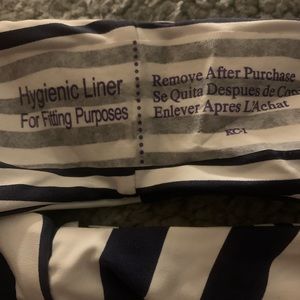 Hygienic Liner
For Fitting Purposes
Remove After Purchase
Se Quita Despues de
Enlever Apres L'Achat
KC-1